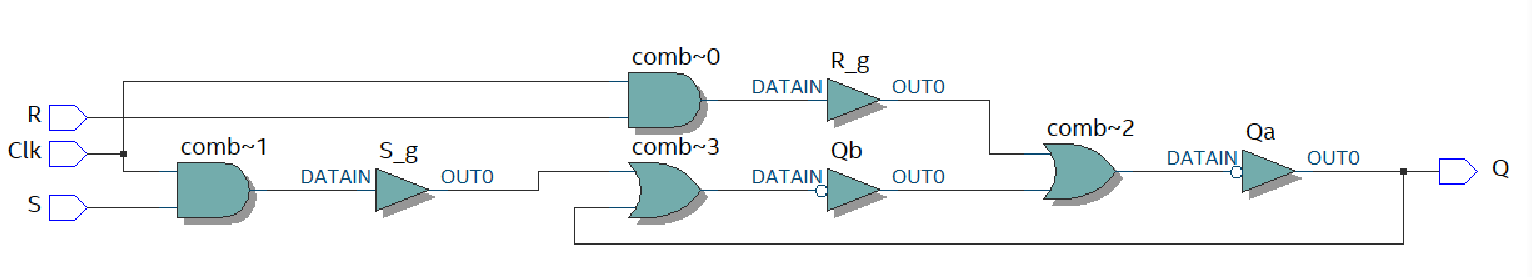 comb~0
R_g
DATAIN
OUT0
R
comb~2
Clk
comb~1
S_g
comb~3
Qb
Qa
DATAIN
OUT0
DATAIN
OUT0
DATAIN
OUT0
Q
S